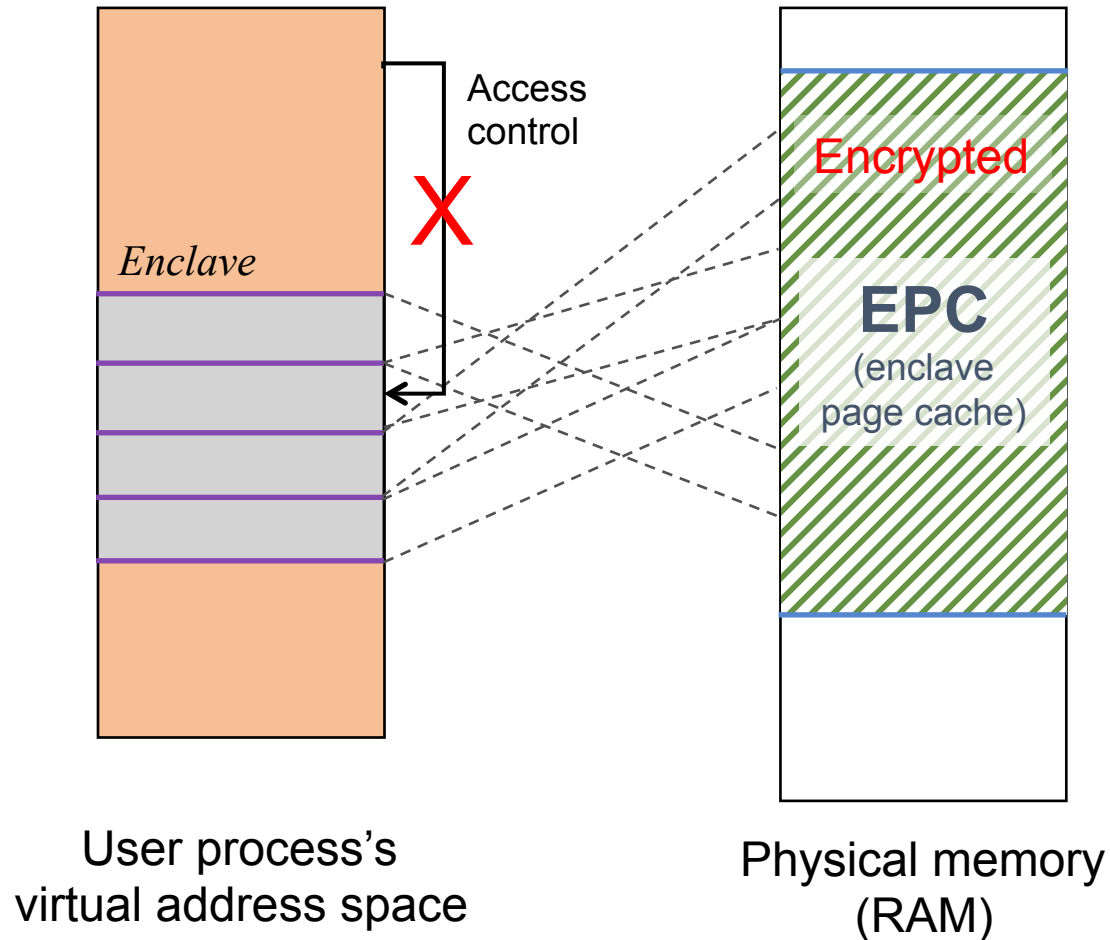 Access
control
X
Enclave
User process’s
virtual address space
Encrypted
EPC
(enclave
page cache)
Physical memory
(RAM)